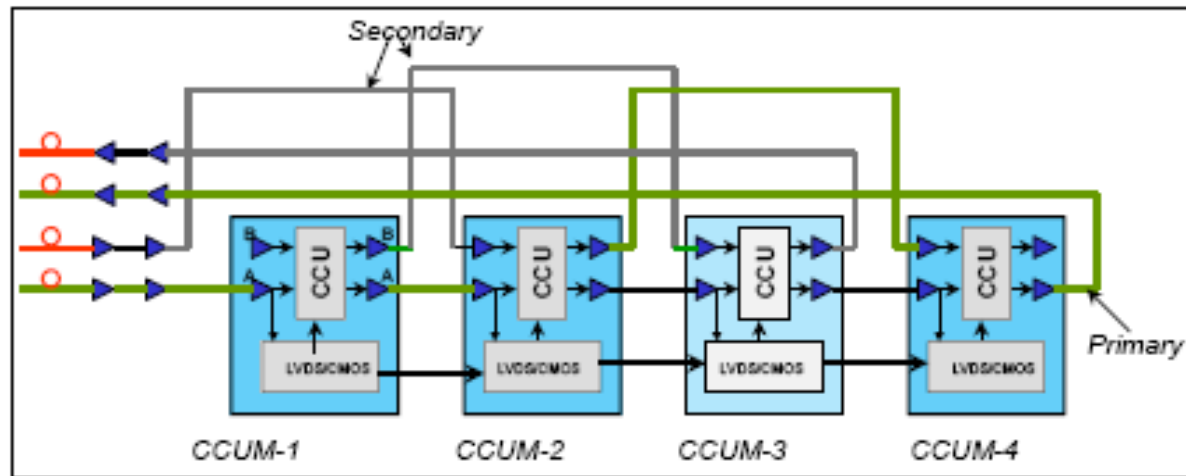 Secondary
B
B
A
A
CCU
CCU
CCU
CCU
LVDS/CMOS
LVDS/CMOS
LVDS/CMOS
LVDS/CMOS
Primary
CCUM-1
CCUM-2
CCUM-3
CCUM-4